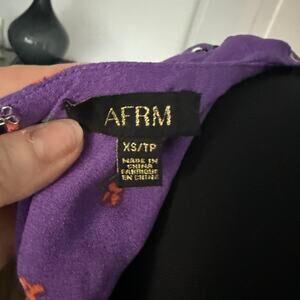 AFRM
XS/TP
MADE IN
CHINA
FABRIQUÉ
EN CHINE